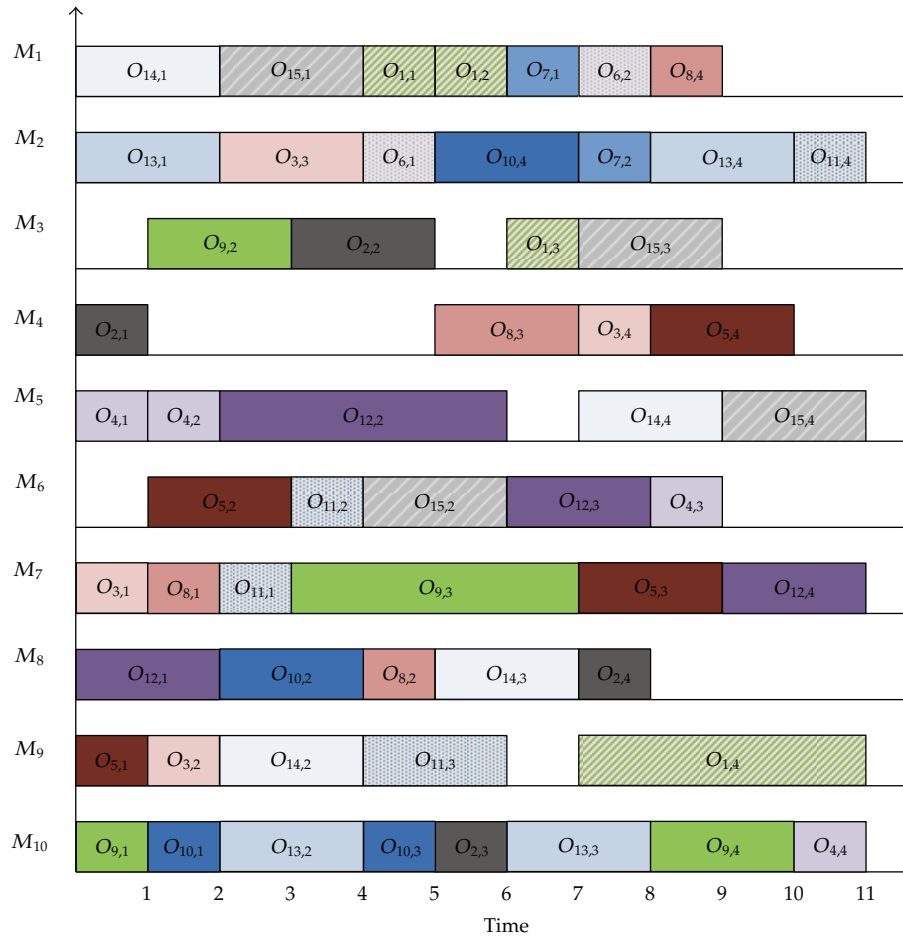 M1 O14,1 O15,1 O1,1 O1,2 O7,1 O6,2 O8,4
M2 O13,1 O3,3 O6,1 O10,4 O7,2 O13,4 O11,4
M3 O9,2 O2,2 O1,3 O15,3
M4 O2,1 O8,3 O3,4 O5,4
M5 O4,1 O4,2 O12,2 O14,4 O15,4
M6 O5,2 O11,2 O15,2 O12,3 O4,3
M7 O3,1 O8,1 O11,1 O9,3 O5,3 O12,4
M8 O12,1 O10,2 O8,2 O14,3 O2,4
M9 O5,1 O3,2 O14,2 O11,3 O1,4
M10 O9,1 O10,1 O13,2 O10,3 O2,3 O13,3 O9,4 O4,4
1 2 3 4 5 6 7 8 9 10 11
Time